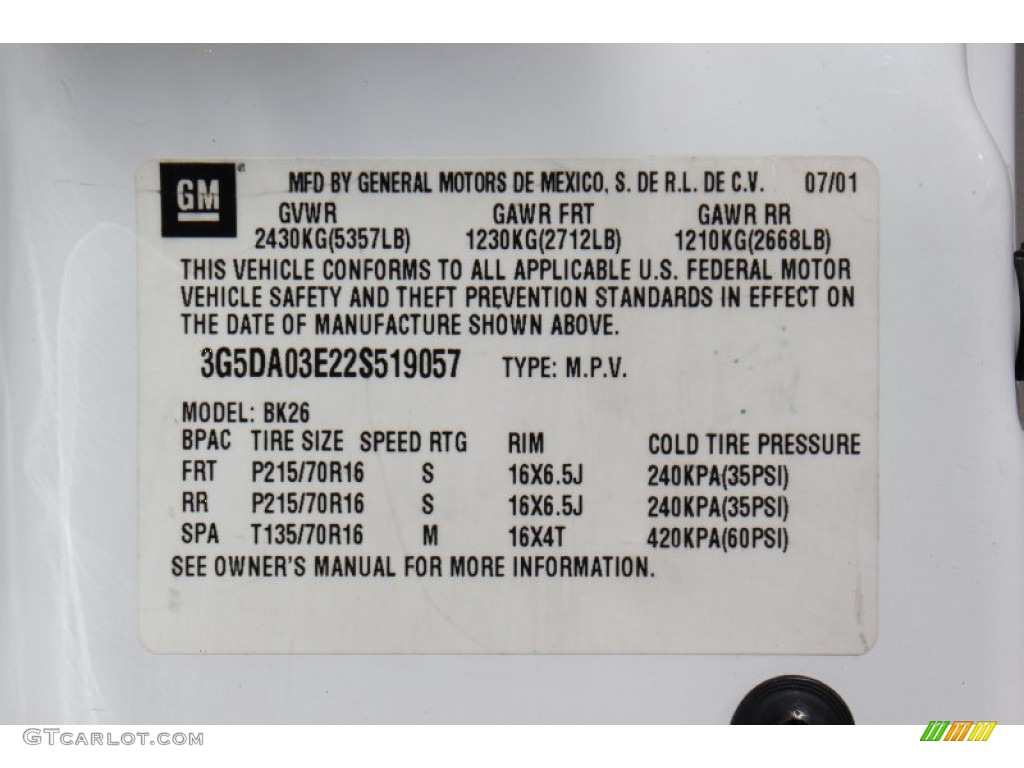 GM MFD BY GENERAL MOTORS DE MEXICO, S. DE R.L. DE C.V. 07/01
GVWR GAWR FRT GAWR RR
2430KG(5357LB) 1230KG(2712LB) 1210KG(2668LB)
THIS VEHICLE CONFORMS TO ALL APPLICABLE U.S. FEDERAL MOTOR
VEHICLE SAFETY AND THEFT PREVENTION STANDARDS IN EFFECT ON
THE DATE OF MANUFACTURE SHOWN ABOVE.
3G5DA03E22S519057 TYPE: M.P.V.
MODEL: BK26
BPAC TIRE SIZE SPEED RTG RIM COLD TIRE PRESSURE
FRT P215/70R16 S 16X6.5J 240KPA(35PSI)
RR P215/70R16 S 16X6.5J 240KPA(35PSI)
SPA T135/70R16 M 16X4T 420KPA(60PSI)
SEE OWNER'S MANUAL FOR MORE INFORMATION.
GTCARLOT.COM